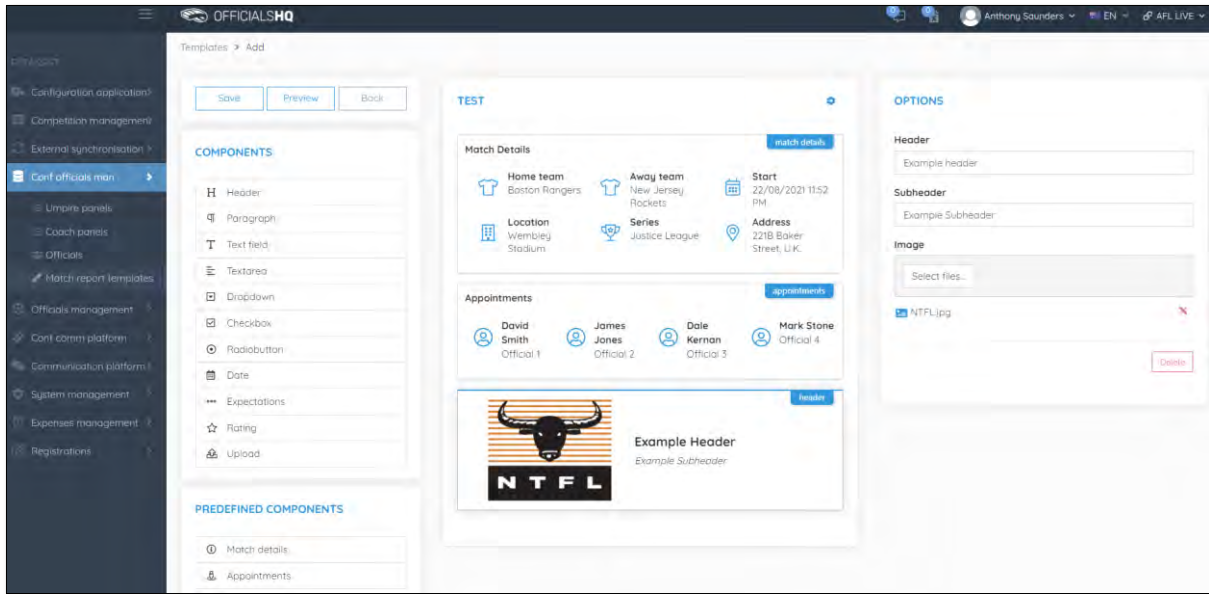 OFFICIALSHQ
Anthony Saunders
EN
AFL LIVE
Templates > Add
Configuration application
Competition management
External synchronisation
Conf officials man
Umpire panels
Coach panels
Officials
Match report templates
Officials management
Conf comm platform
Communication platform
System management
Expenses management
Registrations
Save
Preview
Back
COMPONENTS
H Header
¶ Paragraph
T Text field
Textarea
Dropdown
Checkbox
Radiobutton
Date
Expectations
Rating
Upload
PREDEFINED COMPONENTS
Match details
Appointments
TEST
match details
Match Details
Home team
Boston Rangers
Away team
New Jersey
Rockets
Start
22/08/2021 11:52
PM
Location
Wembley
Stadium
Series
Justice League
Address
221B Baker
Street, U.K.
appointments
Appointments
David
Smith
Official 1
James
Jones
Official 2
Dale
Kernan
Official 3
Mark Stone
Official 4
header
NTFL
Example Header
Example Subheader
OPTIONS
Header
Example header
Subheader
Example Subheader
Image
Select files...
NTFL.jpg
Delete